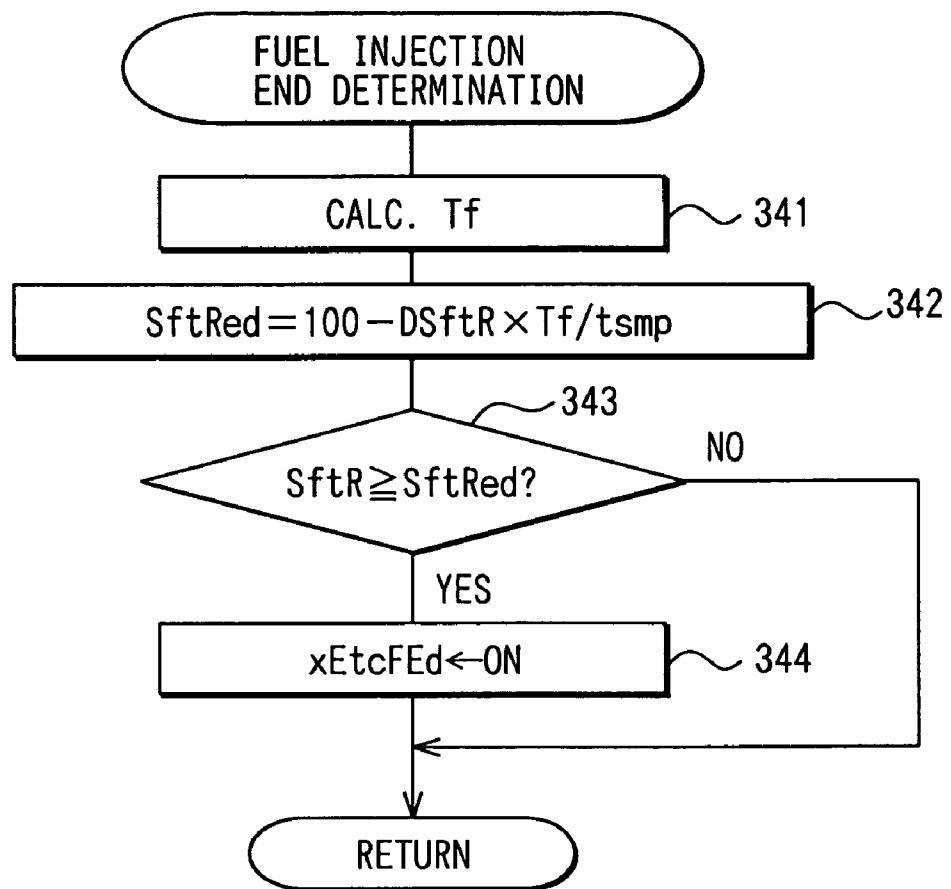 FUEL INJECTION
END DETERMINATION
CALC. Tf
341
SftRed=100-DSftR×Tf/tsmp
342
343
SftR≧SftRed?
NO
YES
xEtcFEd←ON
344
RETURN